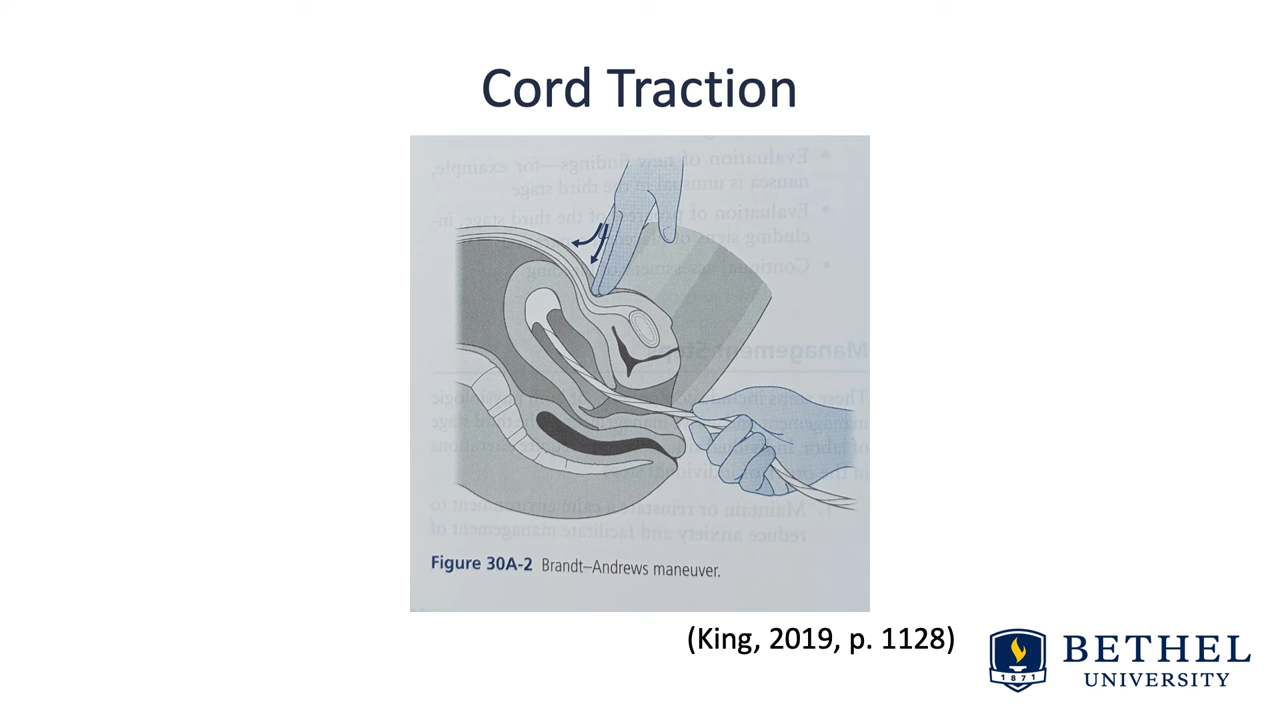 Cord Traction
Figure 30A-2 Brandt–Andrews maneuver.
(King, 2019, p. 1128)
BETHEL
UNIVERSITY
1871